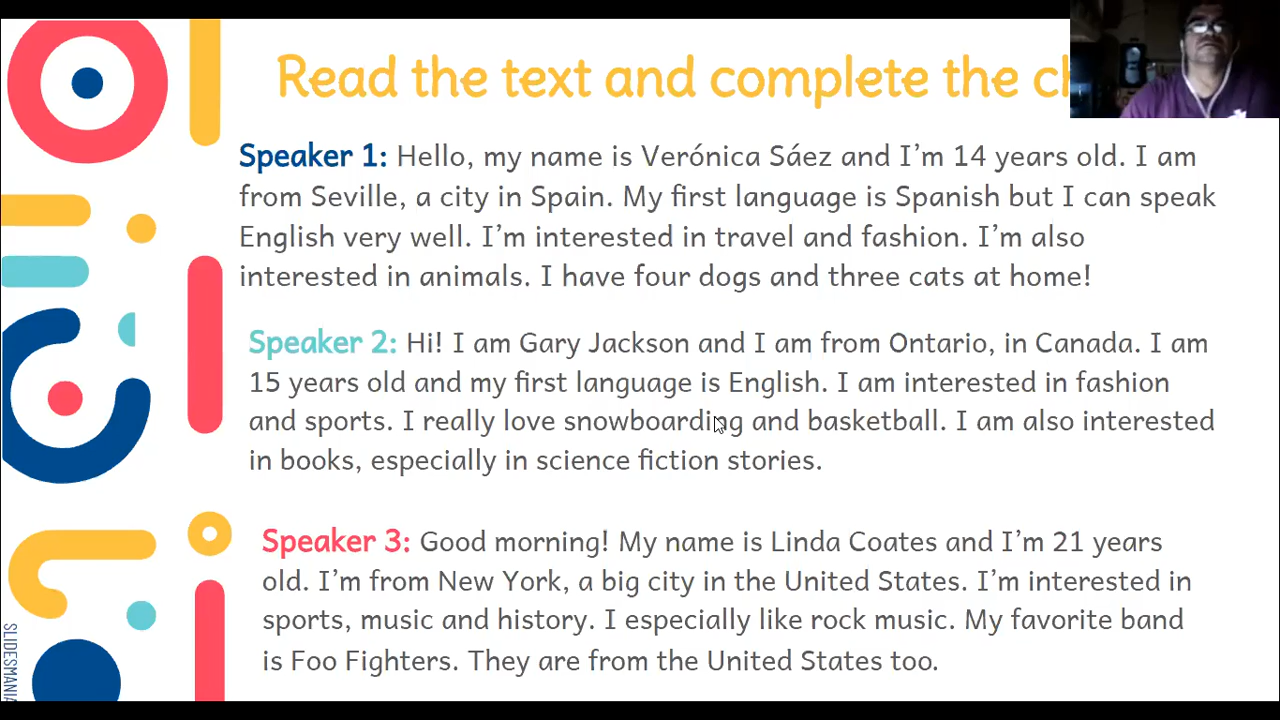 Read the text and complete the
Speaker 1: Hello, my name is Verónica Sáez and I'm 14 years old. I am
from Seville, a city in Spain. My first language is Spanish but I can speak
English very well. I'm interested in travel and fashion. I'm also
interested in animals. I have four dogs and three cats at home!
Speaker 2: Hi! I am Gary Jackson and I am from Ontario, in Canada. I am
15 years old and my first language is English. I am interested in fashion
and sports. I really love snowboarding and basketball. I am also interested
in books, especially in science fiction stories.
Speaker 3: Good morning! My name is Linda Coates and I'm 21 years
old. I'm from New York, a big city in the United States. I'm interested in
sports, music and history. I especially like rock music. My favorite band
is Foo Fighters. They are from the United States too.
SLIDESMANIA